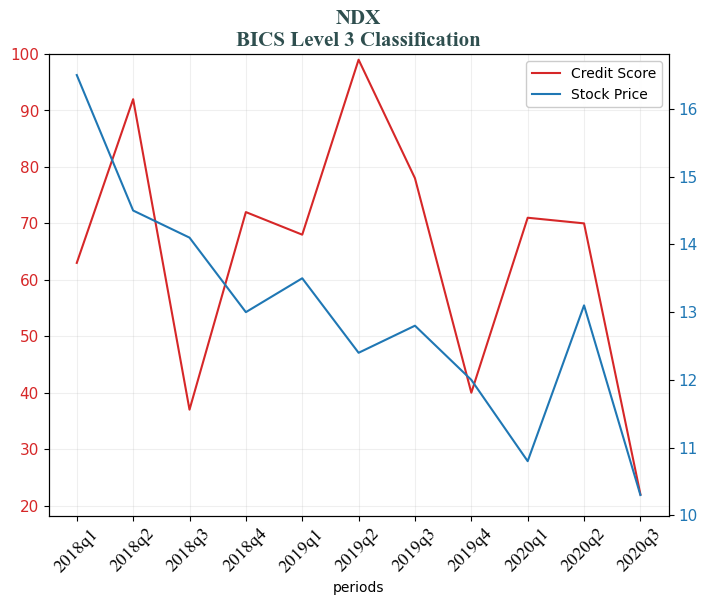 NDX
BICS Level 3 Classification
Credit Score
Stock Price
100
90
80
70
60
50
40
30
20
16
15
14
13
12
11
10
2018q1
2018q2
2018q3
2018q4
2019q1
2019q2
2019q3
2019q4
2020q1
2020q2
2020q3
periods